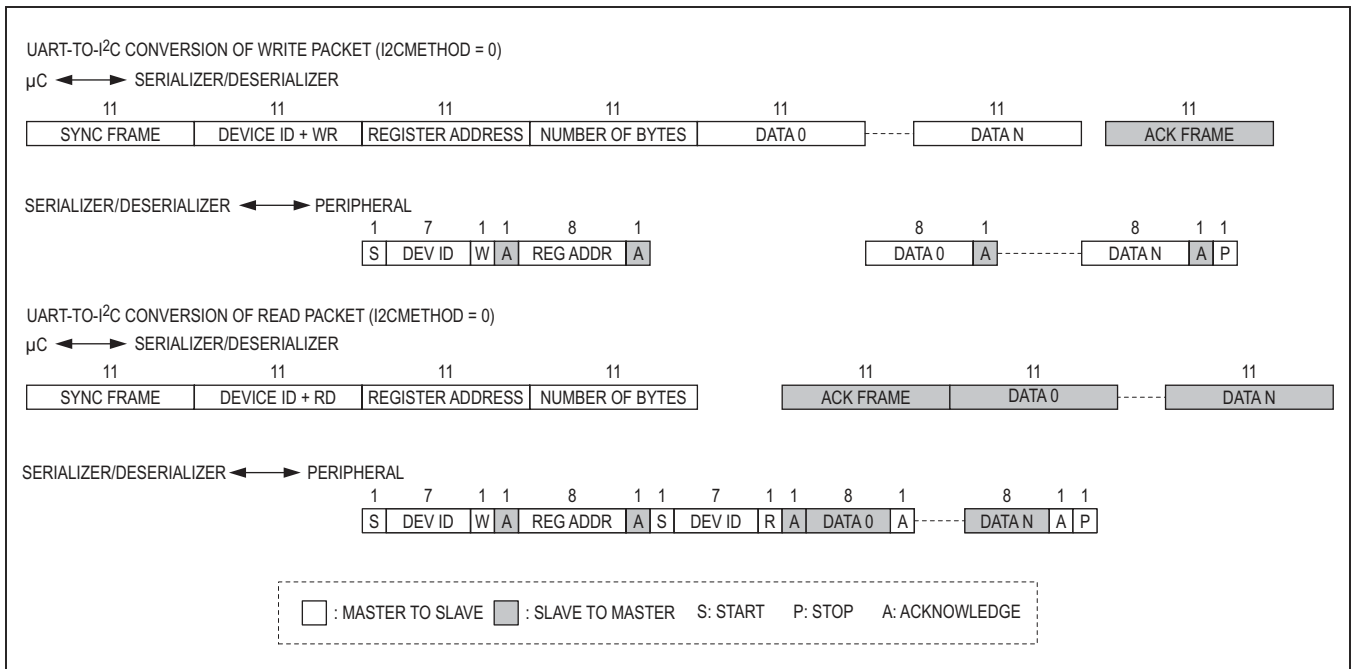 UART-TO-I2C CONVERSION OF WRITE PACKET (I2CMETHOD = 0)
µC SERIALIZER/DESERIALIZER
11 11 11 11 11 11 11
SYNC FRAME DEVICE ID + WR REGISTER ADDRESS NUMBER OF BYTES DATA 0 DATA N ACK FRAME
SERIALIZER/DESERIALIZER PERIPHERAL
1 7 1 1 8 1 8 1 8 1 1
S DEV ID W A REG ADDR A DATA 0 A DATA N A P
UART-TO-I2C CONVERSION OF READ PACKET (I2CMETHOD = 0)
µC SERIALIZER/DESERIALIZER
11 11 11 11 11 11 11
SYNC FRAME DEVICE ID + RD REGISTER ADDRESS NUMBER OF BYTES ACK FRAME DATA 0 DATA N
SERIALIZER/DESERIALIZER PERIPHERAL
1 7 1 1 8 1 1 7 1 1 8 1 8 1 1
S DEV ID W A REG ADDR A S DEV ID R A DATA 0 A DATA N A P
: MASTER TO SLAVE : SLAVE TO MASTER S: START P: STOP A: ACKNOWLEDGE